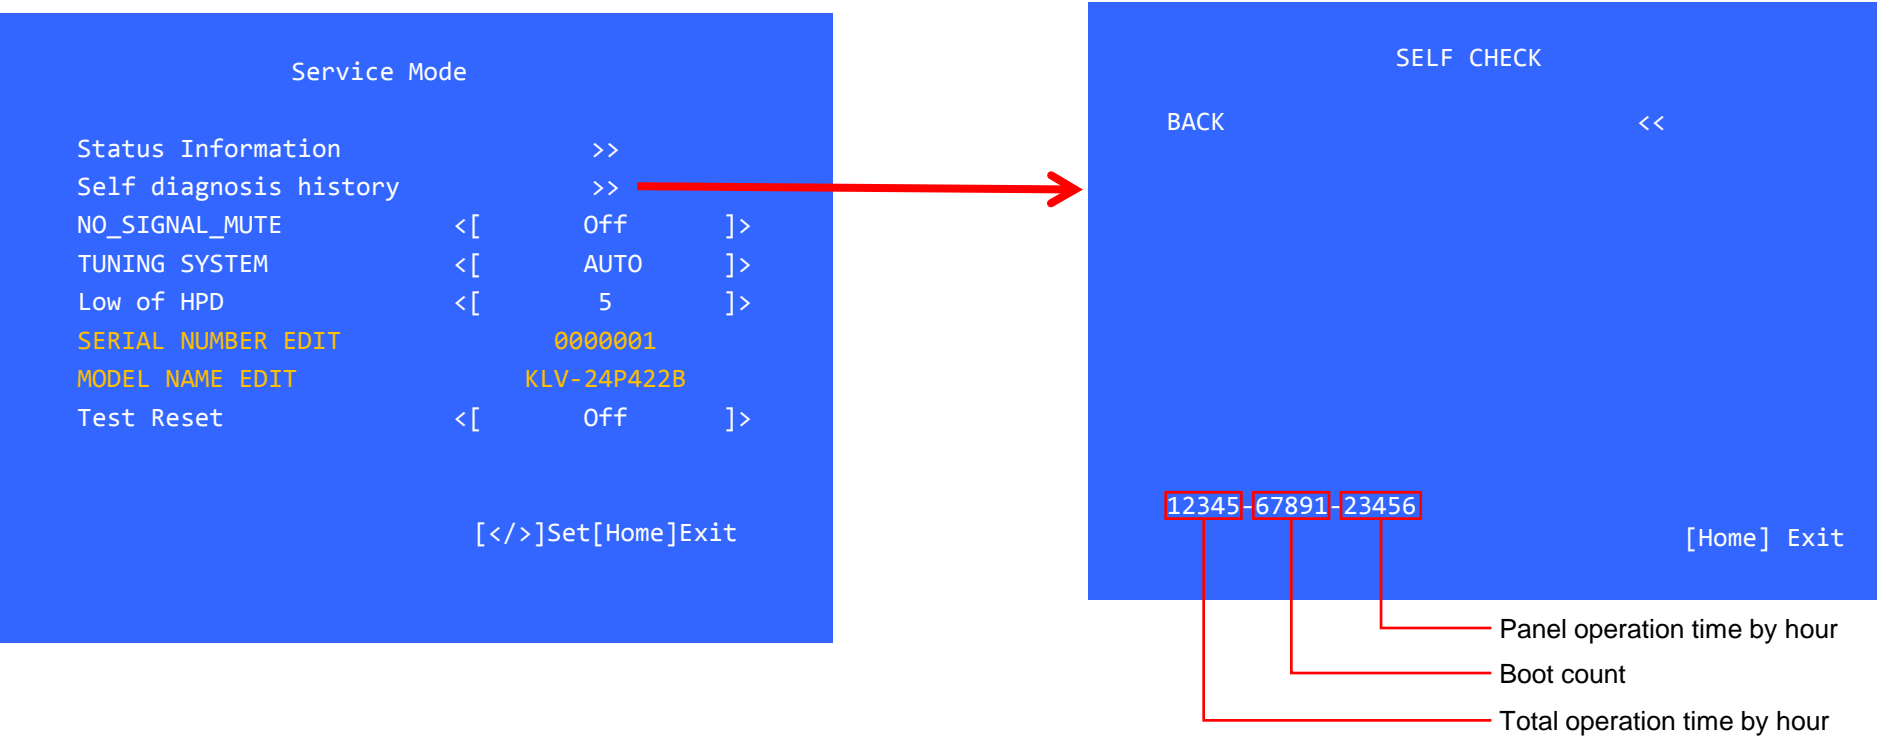 Service Mode
Status Information >>
Self diagnosis history >>
NO_SIGNAL_MUTE <[ Off ]>
TUNING SYSTEM <[ AUTO ]>
Low of HPD <[ 5 ]>
SERIAL NUMBER EDIT 0000001
MODEL NAME EDIT KLV-24P422B
Test Reset <[ Off ]>
[</>]Set[Home]Exit
SELF CHECK
BACK <<
12345-67891-23456
[Home] Exit
Panel operation time by hour
Boot count
Total operation time by hour